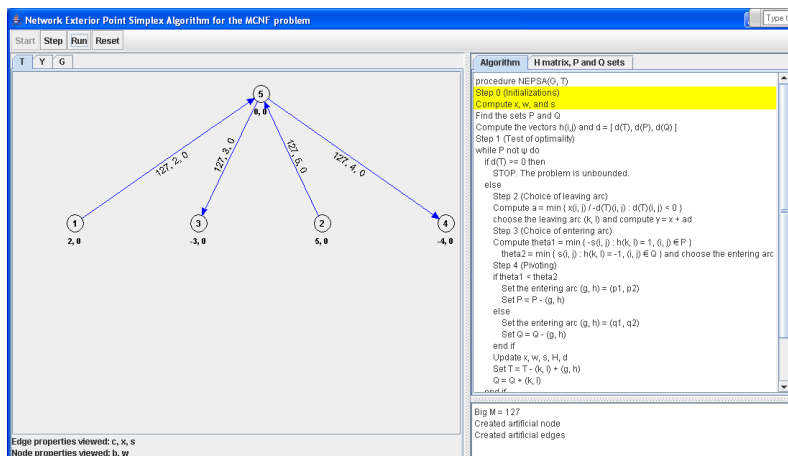 Network Exterior Point Simplex Algorithm for the MCNF problem
Type t
Start Step Run Reset
T Y G
5
0, 0
127, 2, 0
127, 3, 0
127, 5, 0
127, 4, 0
1
3
2
4
2, 0
-3, 0
5, 0
-4, 0
Edge properties viewed: c, x, s
Node properties viewed: b, w
Algorithm H matrix, P and Q sets
procedure NEPSA(G, T)
Step 0 (Initializations)
Compute x, w, and s
Find the sets P and Q
Compute the vectors h(i,j) and d = [ d(T), d(P), d(Q) ]
Step 1 (Test of optimality)
while P not ψ do
if d(T) >= 0 then
STOP. The problem is unbounded.
else
Step 2 (Choice of leaving arc)
Compute a = min { x(i, j) / -d(T)(i, j) : d(T)(i, j) < 0 }
choose the leaving arc (k, l) and compute y = x + ad
Step 3 (Choice of entering arc)
Compute theta1 = min { -s(i, j) : h(k, l) = 1, (i, j) ∈ P }
theta2 = min { s(i, j) : h(k, l) = -1, (i, j) ∈ Q } and choose the entering arc
Step 4 (Pivoting)
if theta1 < theta2
Set the entering arc (g, h) = (p1, p2)
Set P = P - (g, h)
else
Set the entering arc (g, h) = (q1, q2)
Set Q = Q - (g, h)
end if
Update x, w, s, H, d
Set T = T - (k, l) + (g, h)
Q = Q + (k, l)
end if
Big M = 127
Created artificial node
Created artificial edges